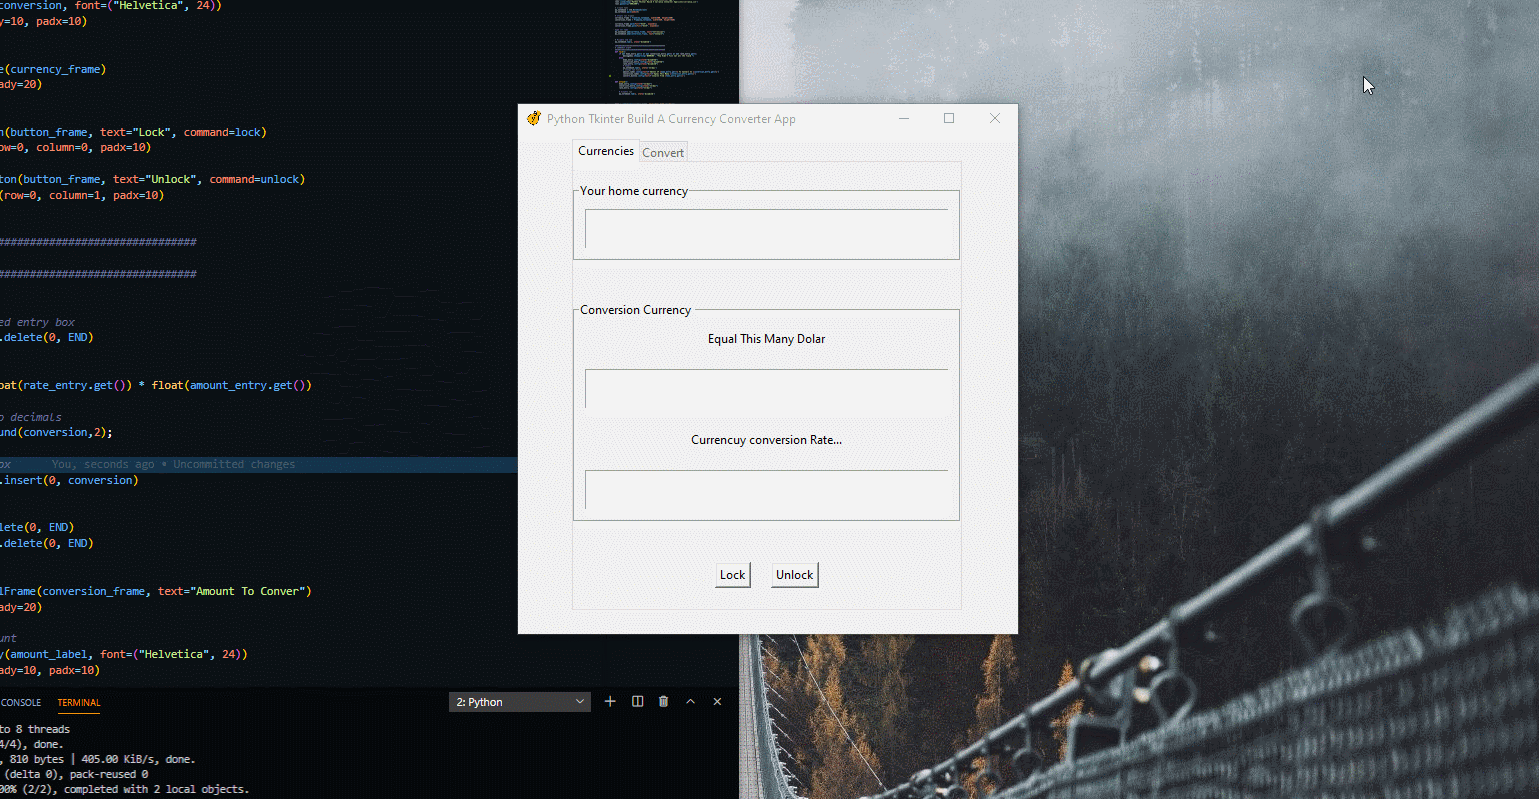 conversion, font=("Helvetica", 24))
dy=10, padx=10)
e(currency_frame)
ady=20)
n(button_frame, text="Lock", command=lock)
ow=0, column=0, padx=10)
ton(button_frame, text="Unlock", command=unlock)
(row=0, column=1, padx=10)
###############################
###############################
ed entry box
.delete(0, END)
oat(rate_entry.get()) * float(amount_entry.get())
o decimals
und(conversion,2);
ox You, seconds ago • Uncommitted changes
.insert(0, conversion)
lete(0, END)
.delete(0, END)
lFrame(conversion_frame, text="Amount To Conver")
ady=20)
unt
y(amount_label, font=("Helvetica", 24))
ady=10, padx=10)
CONSOLE TERMINAL 2: Python
to 8 threads
4/4), done.
, 810 bytes | 405.00 KiB/s, done.
(delta 0), pack-reused 0
00% (2/2), completed with 2 local objects.
Python Tkinter Build A Currency Converter App
Currencies Convert
Your home currency
Conversion Currency
Equal This Many Dolar
Currencuy conversion Rate...
Lock Unlock